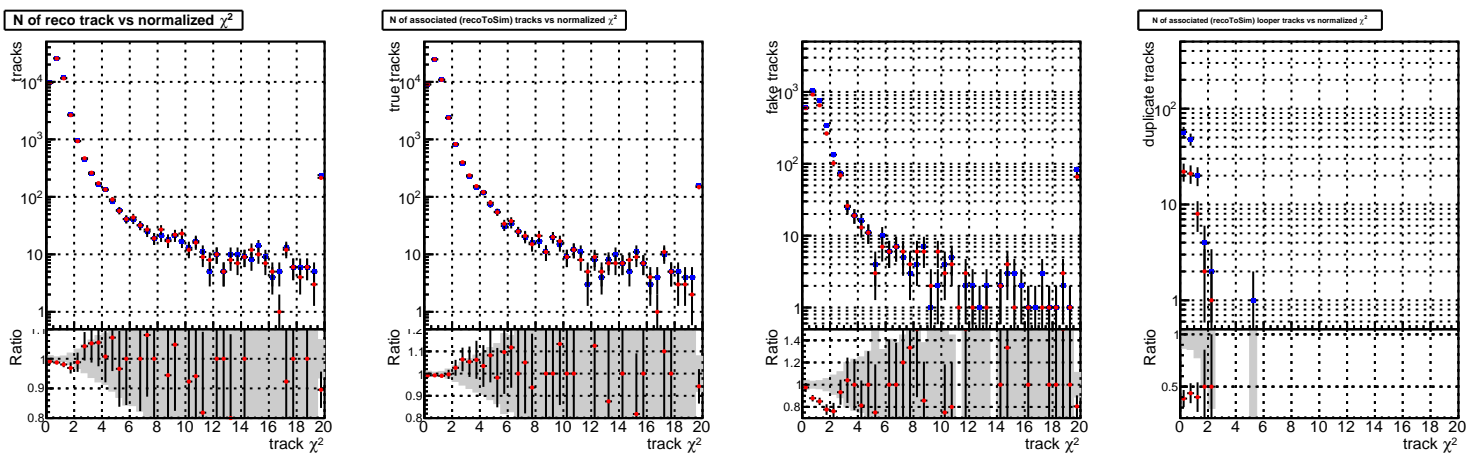 N of reco track vs normalized χ²
tracks
10⁴
10³
10²
10
1
1.1
1
0.9
0.8
Ratio
0 2 4 6 8 10 12 14 16 18 20
track χ²
N of associated (recoToSim) tracks vs normalized χ²
true tracks
10⁴
10³
10²
10
1
1.2
1.1
1
0.9
0.8
Ratio
0 2 4 6 8 10 12 14 16 18 20
track χ²
fake tracks
10³
10²
10
1
1.4
1.2
1
0.8
Ratio
0 2 4 6 8 10 12 14 16 18 20
track χ²
N of associated (recoToSim) looper tracks vs normalized χ²
duplicate tracks
10²
10
1
1
0.5
Ratio
0 2 4 6 8 10 12 14 16 18 20
track χ²